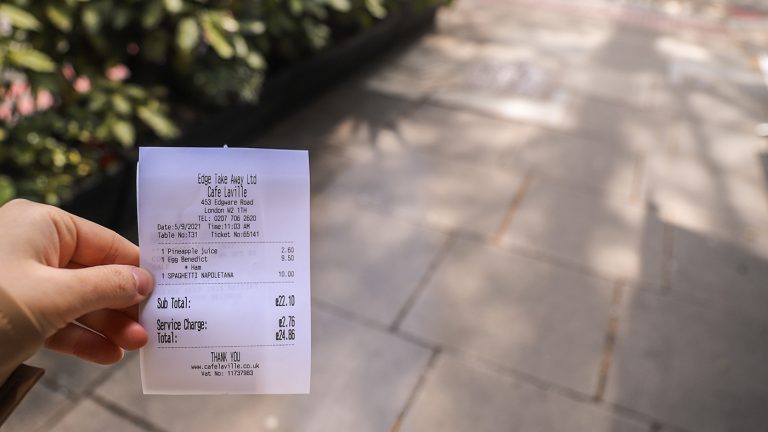 Edge Take Away Ltd
Cafe Laville
453 Edgware Road
London W2 1TH
TEL: 0207 706 2620
Date:5/9/2021 Time:11:03 AM
Table No:T31 Ticket No:65141
1 Pineapple juice 2.60
1 Egg Benedict 9.50
* Ham
1 SPAGHETTI NAPOLETANA 10.00
Sub Total: £22.10
Service Charge: £2.76
Total: £24.86
THANK YOU
www.cafelaville.co.uk
Vat No: 11737983